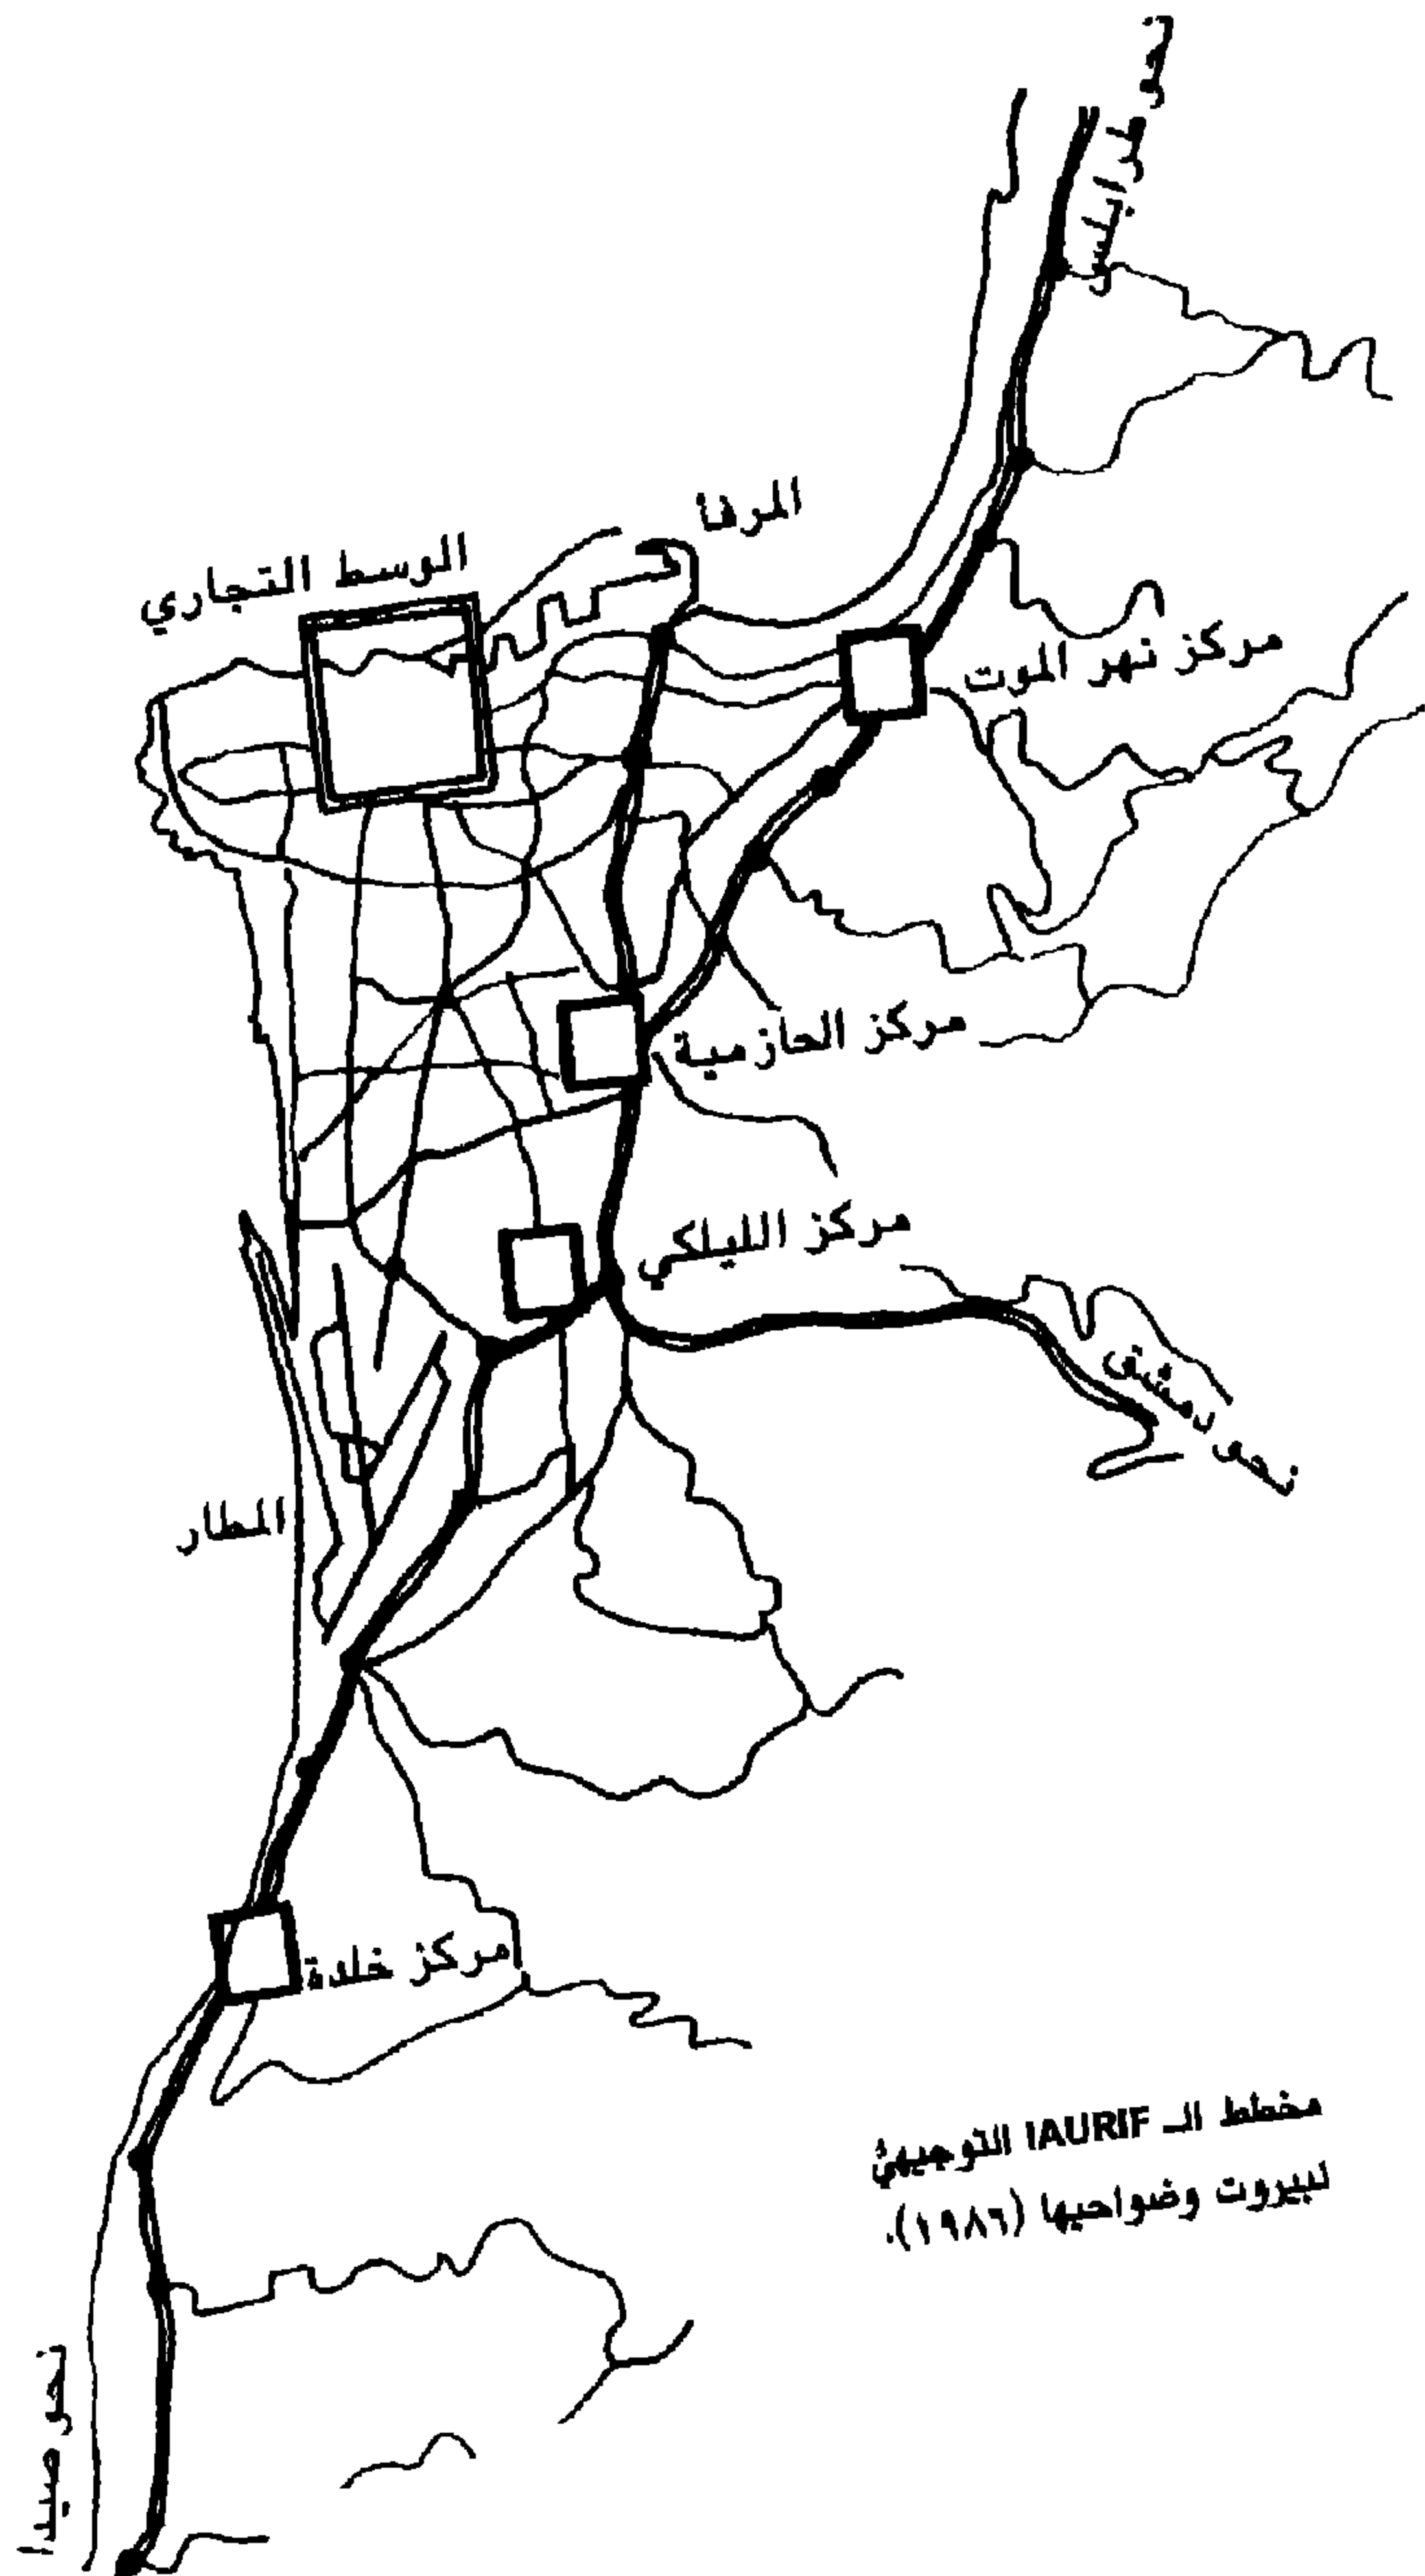 نحو طرابلس
المرفأ
الوسط التجاري
مركز نهر الموت
مركز الحازمية
مركز الليلكي
نحو دمشق
المطار
مركز خلدة
مخطط الـ IAURIF التوجيهي
لبيروت وضواحيها (١٩٨٦).
نحو صيدا